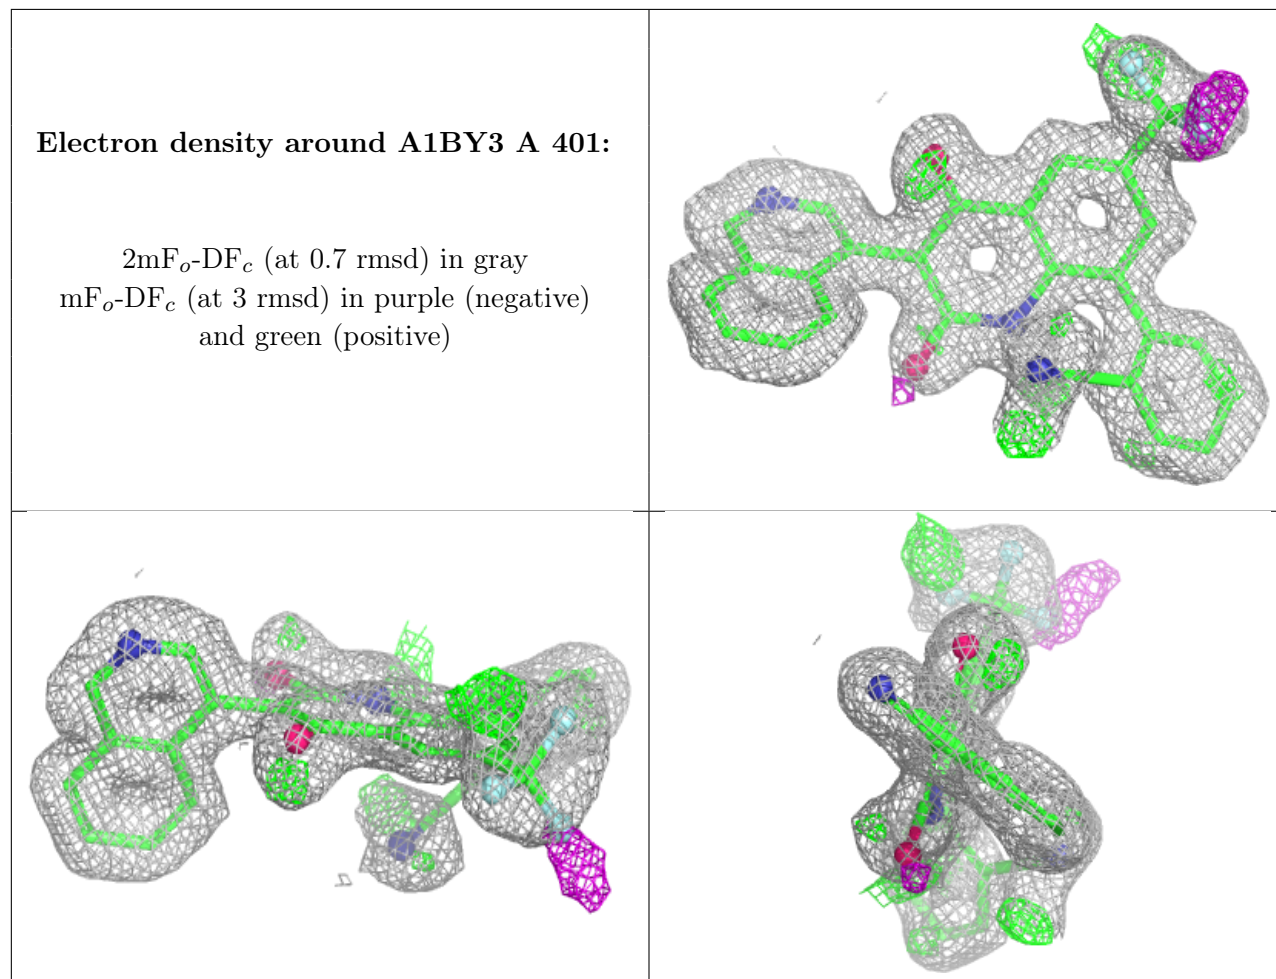 Electron density around A1BY3 A 401:
2mFo-DFc (at 0.7 rmsd) in gray
mFo-DFc (at 3 rmsd) in purple (negative)
and green (positive)